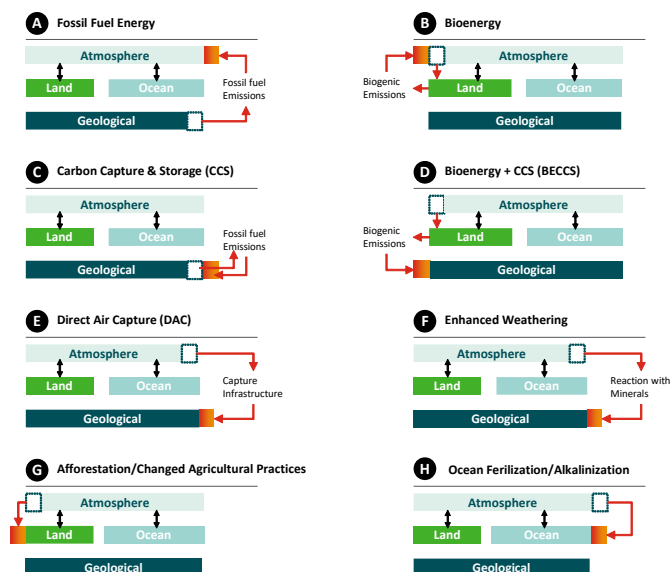 A Fossil Fuel Energy
Atmosphere
Land
Ocean
Fossil fuel
Emissions
Geological
B Bioenergy
Atmosphere
Biogenic
Emissions
Land
Ocean
Geological
C Carbon Capture & Storage (CCS)
Atmosphere
Land
Ocean
Fossil fuel
Emissions
Geological
D Bioenergy + CCS (BECCS)
Atmosphere
Biogenic
Emissions
Land
Ocean
Geological
E Direct Air Capture (DAC)
Atmosphere
Land
Ocean
Capture
Infrastructure
Geological
F Enhanced Weathering
Atmosphere
Land
Ocean
Reaction with
Minerals
Geological
G Afforestation/Changed Agricultural Practices
Atmosphere
Land
Ocean
Geological
H Ocean Ferilization/Alkalinization
Atmosphere
Land
Ocean
Geological